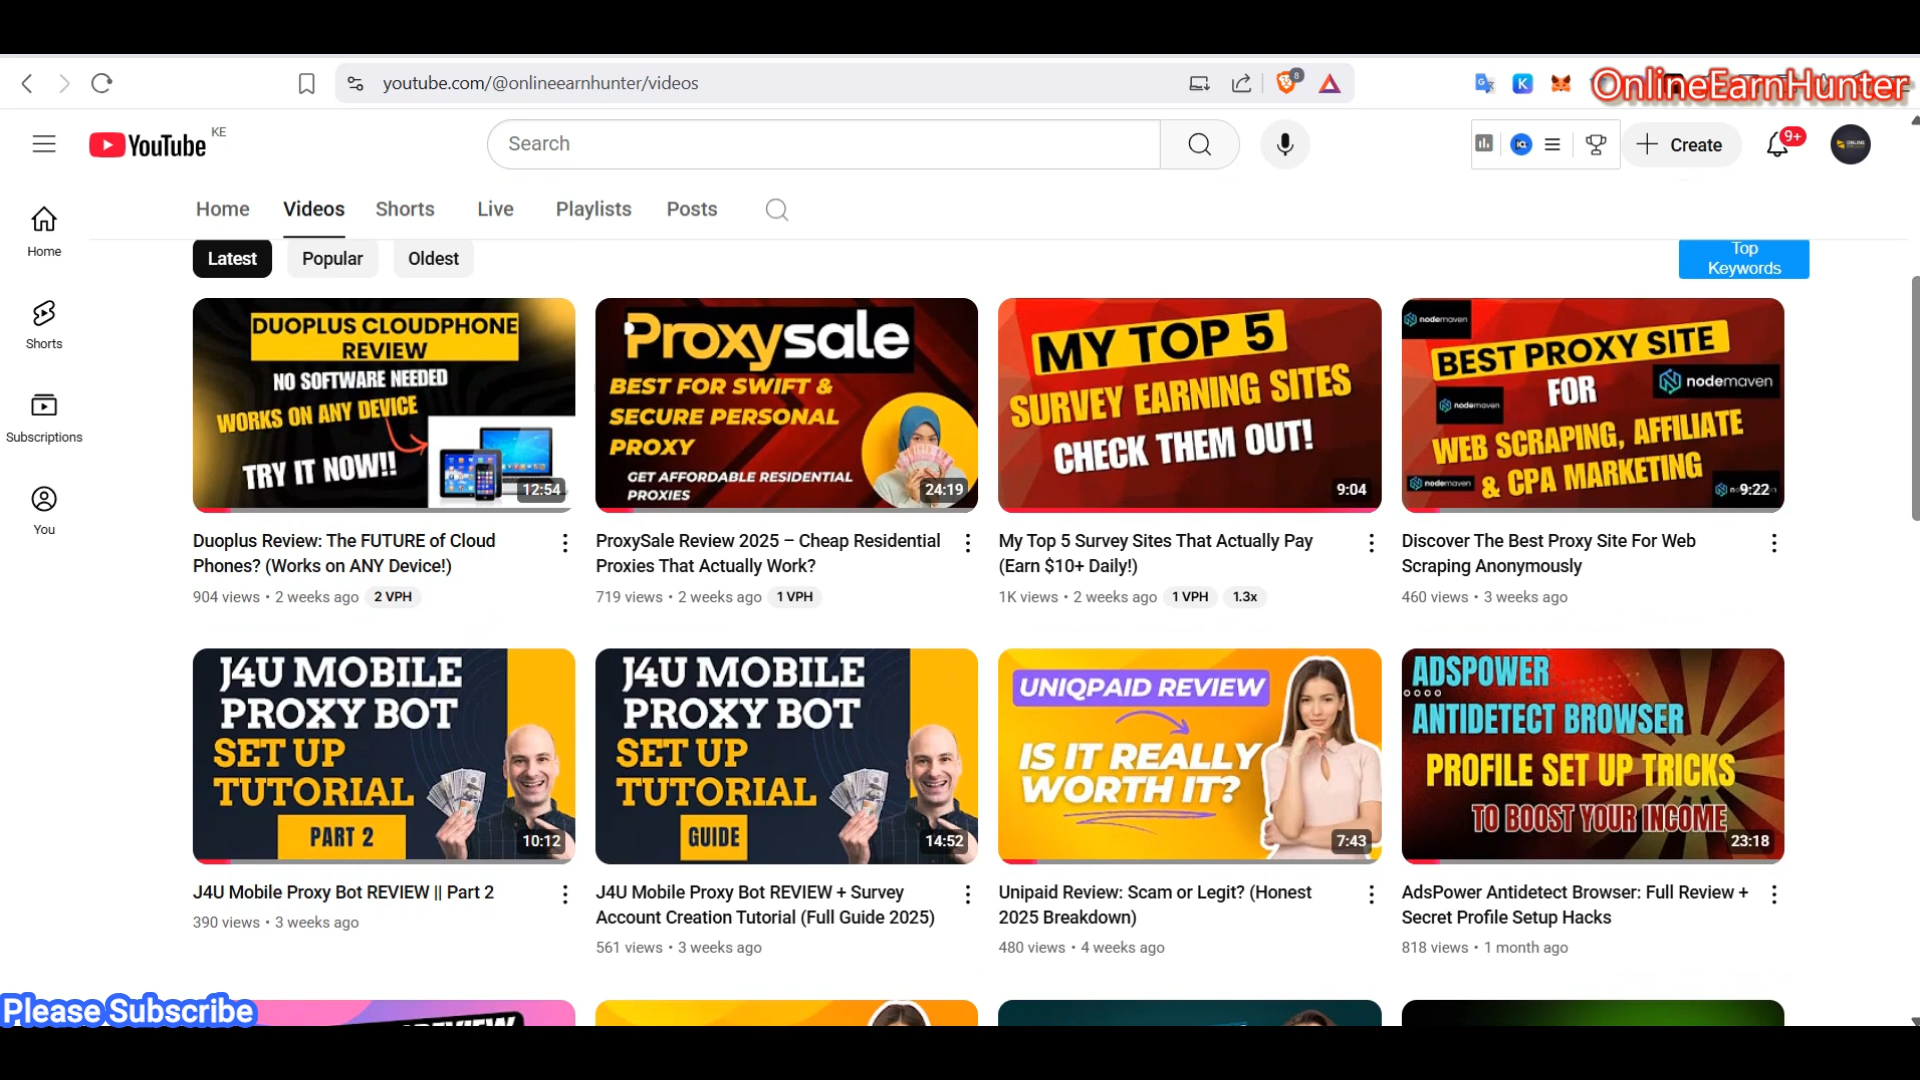 youtube.com/@onlineearnhunter/videos
8
OnlineEarnHunter
YouTube KE
Search
Create
9+
Home
Videos
Shorts
Live
Playlists
Posts
Home
Shorts
Subscriptions
You
Latest
Popular
Oldest
Top
Keywords
DUOPLUS CLOUDPHONE
REVIEW
NO SOFTWARE NEEDED
WORKS ON ANY DEVICE
TRY IT NOW!!
12:54
Duoplus Review: The FUTURE of Cloud
Phones? (Works on ANY Device!)
904 views • 2 weeks ago 2 VPH
Proxysale
BEST FOR SWIFT &
SECURE PERSONAL
PROXY
GET AFFORDABLE RESIDENTIAL
PROXIES
24:19
ProxySale Review 2025 – Cheap Residential
Proxies That Actually Work?
719 views • 2 weeks ago 1 VPH
MY TOP 5
SURVEY EARNING SITES
CHECK THEM OUT!
9:04
My Top 5 Survey Sites That Actually Pay
(Earn $10+ Daily!)
1K views • 2 weeks ago 1 VPH 1.3x
nodemaven
BEST PROXY SITE
FOR
nodemaven
nodemaven
WEB SCRAPING, AFFILIATE
& CPA MARKETING
nodemaven
9:22
Discover The Best Proxy Site For Web
Scraping Anonymously
460 views • 3 weeks ago
J4U MOBILE
PROXY BOT
SET UP
TUTORIAL
PART 2
10:12
J4U Mobile Proxy Bot REVIEW || Part 2
390 views • 3 weeks ago
J4U MOBILE
PROXY BOT
SET UP
TUTORIAL
GUIDE
14:52
J4U Mobile Proxy Bot REVIEW + Survey
Account Creation Tutorial (Full Guide 2025)
561 views • 3 weeks ago
UNIQPAID REVIEW
IS IT REALLY
WORTH IT?
7:43
Unipaid Review: Scam or Legit? (Honest
2025 Breakdown)
480 views • 4 weeks ago
ADSPOWER
ANTIDETECT BROWSER
PROFILE SET UP TRICKS
TO BOOST YOUR INCOME
23:18
AdsPower Antidetect Browser: Full Review +
Secret Profile Setup Hacks
818 views • 1 month ago
Please Subscribe